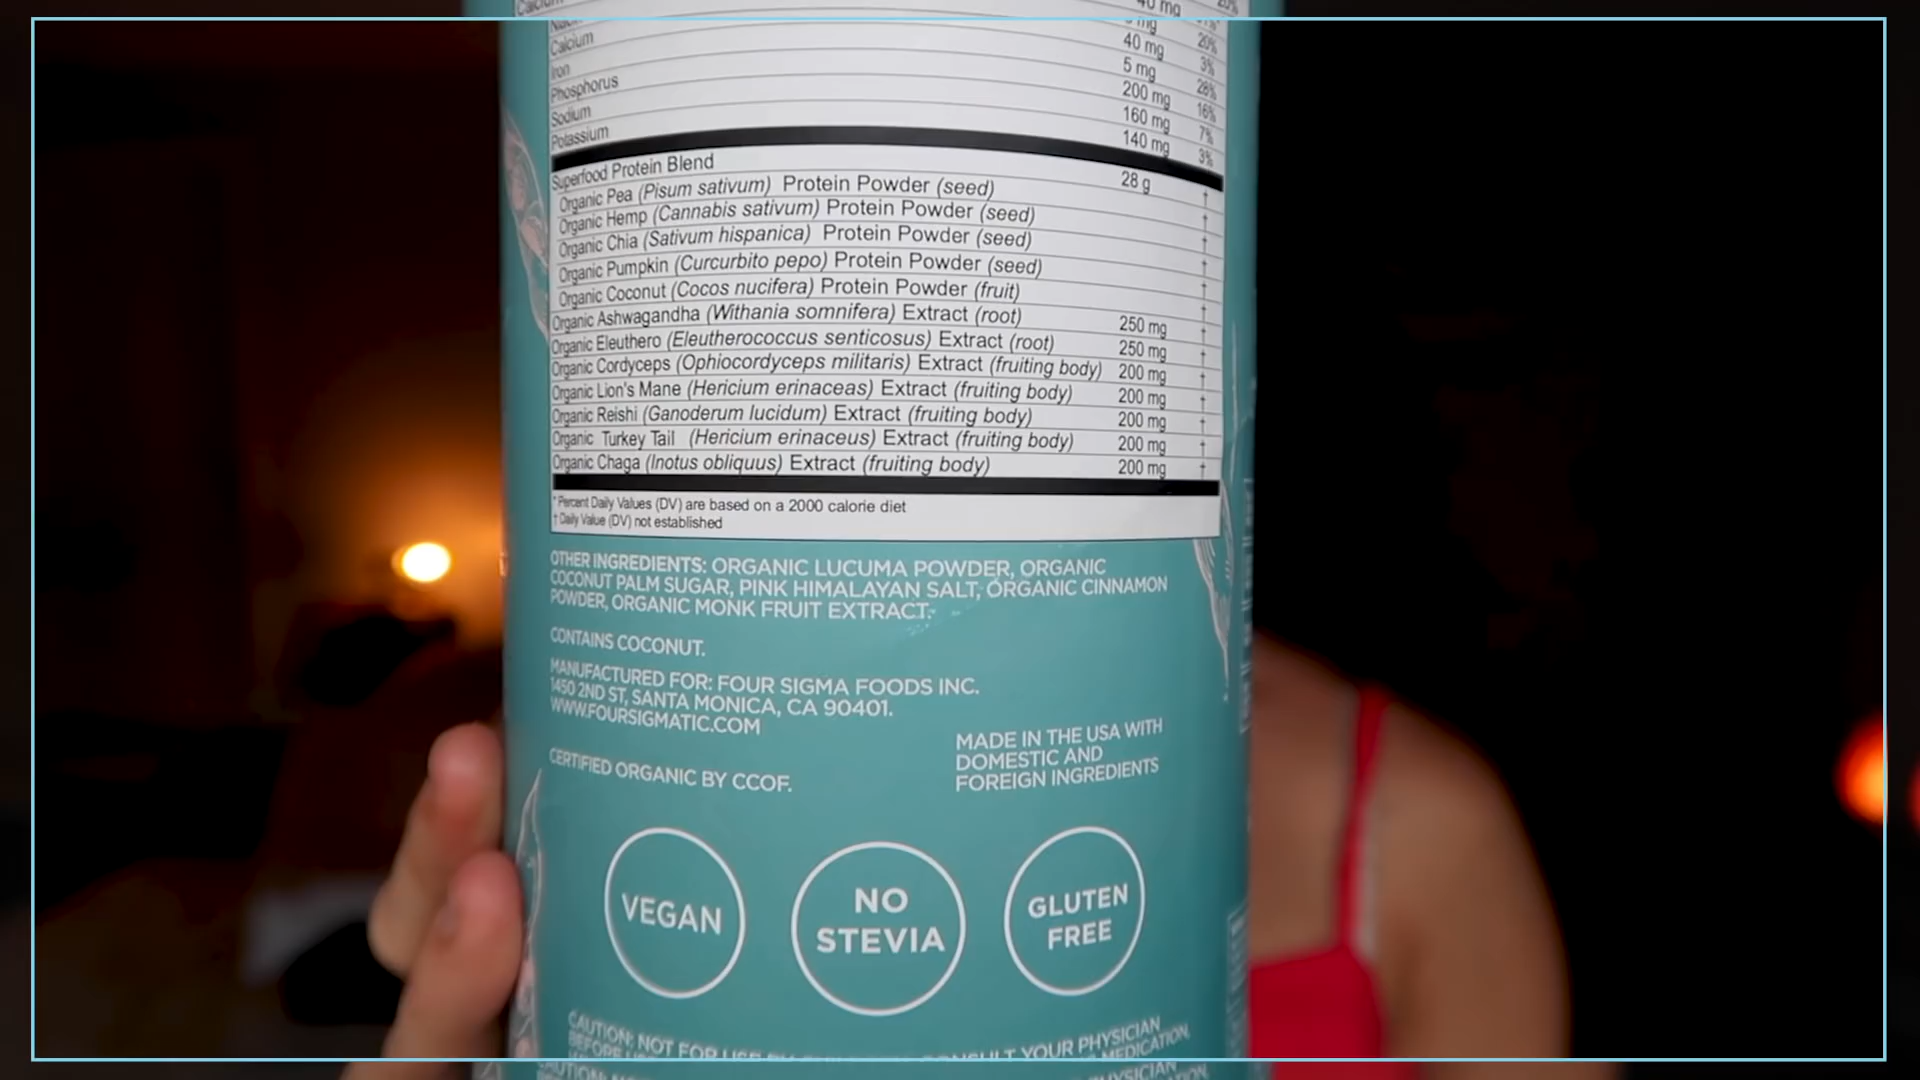 Calcium 40 mg 20%
Calcium 40 mg 3%
Iron 5 mg 28%
Phosphorus 200 mg 16%
Sodium 160 mg 7%
Potassium 140 mg 3%
Superfood Protein Blend 28 g †
Organic Pea (Pisum sativum) Protein Powder (seed) †
Organic Hemp (Cannabis sativum) Protein Powder (seed) †
Organic Chia (Sativum hispanica) Protein Powder (seed) †
Organic Pumpkin (Curcurbito pepo) Protein Powder (seed) †
Organic Coconut (Cocos nucifera) Protein Powder (fruit) †
Organic Ashwagandha (Withania somnifera) Extract (root) 250 mg †
Organic Eleuthero (Eleutherococcus senticosus) Extract (root) 250 mg †
Organic Cordyceps (Ophiocordyceps militaris) Extract (fruiting body) 200 mg †
Organic Lion's Mane (Hericium erinaceas) Extract (fruiting body) 200 mg †
Organic Reishi (Ganoderum lucidum) Extract (fruiting body) 200 mg †
Organic Turkey Tail (Hericium erinaceus) Extract (fruiting body) 200 mg †
Organic Chaga (Inotus obliquus) Extract (fruiting body) 200 mg †
* Percent Daily Values (DV) are based on a 2000 calorie diet
† Daily Value (DV) not established
OTHER INGREDIENTS: ORGANIC LUCUMA POWDER, ORGANIC
COCONUT PALM SUGAR, PINK HIMALAYAN SALT, ORGANIC CINNAMON
POWDER, ORGANIC MONK FRUIT EXTRACT.
CONTAINS COCONUT.
MANUFACTURED FOR: FOUR SIGMA FOODS INC.
1450 2ND ST, SANTA MONICA, CA 90401.
WWW.FOURSIGMATIC.COM
CERTIFIED ORGANIC BY CCOF.
MADE IN THE USA WITH
DOMESTIC AND
FOREIGN INGREDIENTS
VEGAN
NO
STEVIA
GLUTEN
FREE
CAUTION: NOT FOR USE YOUR PHYSICIAN
BEFORE MEDICATION.